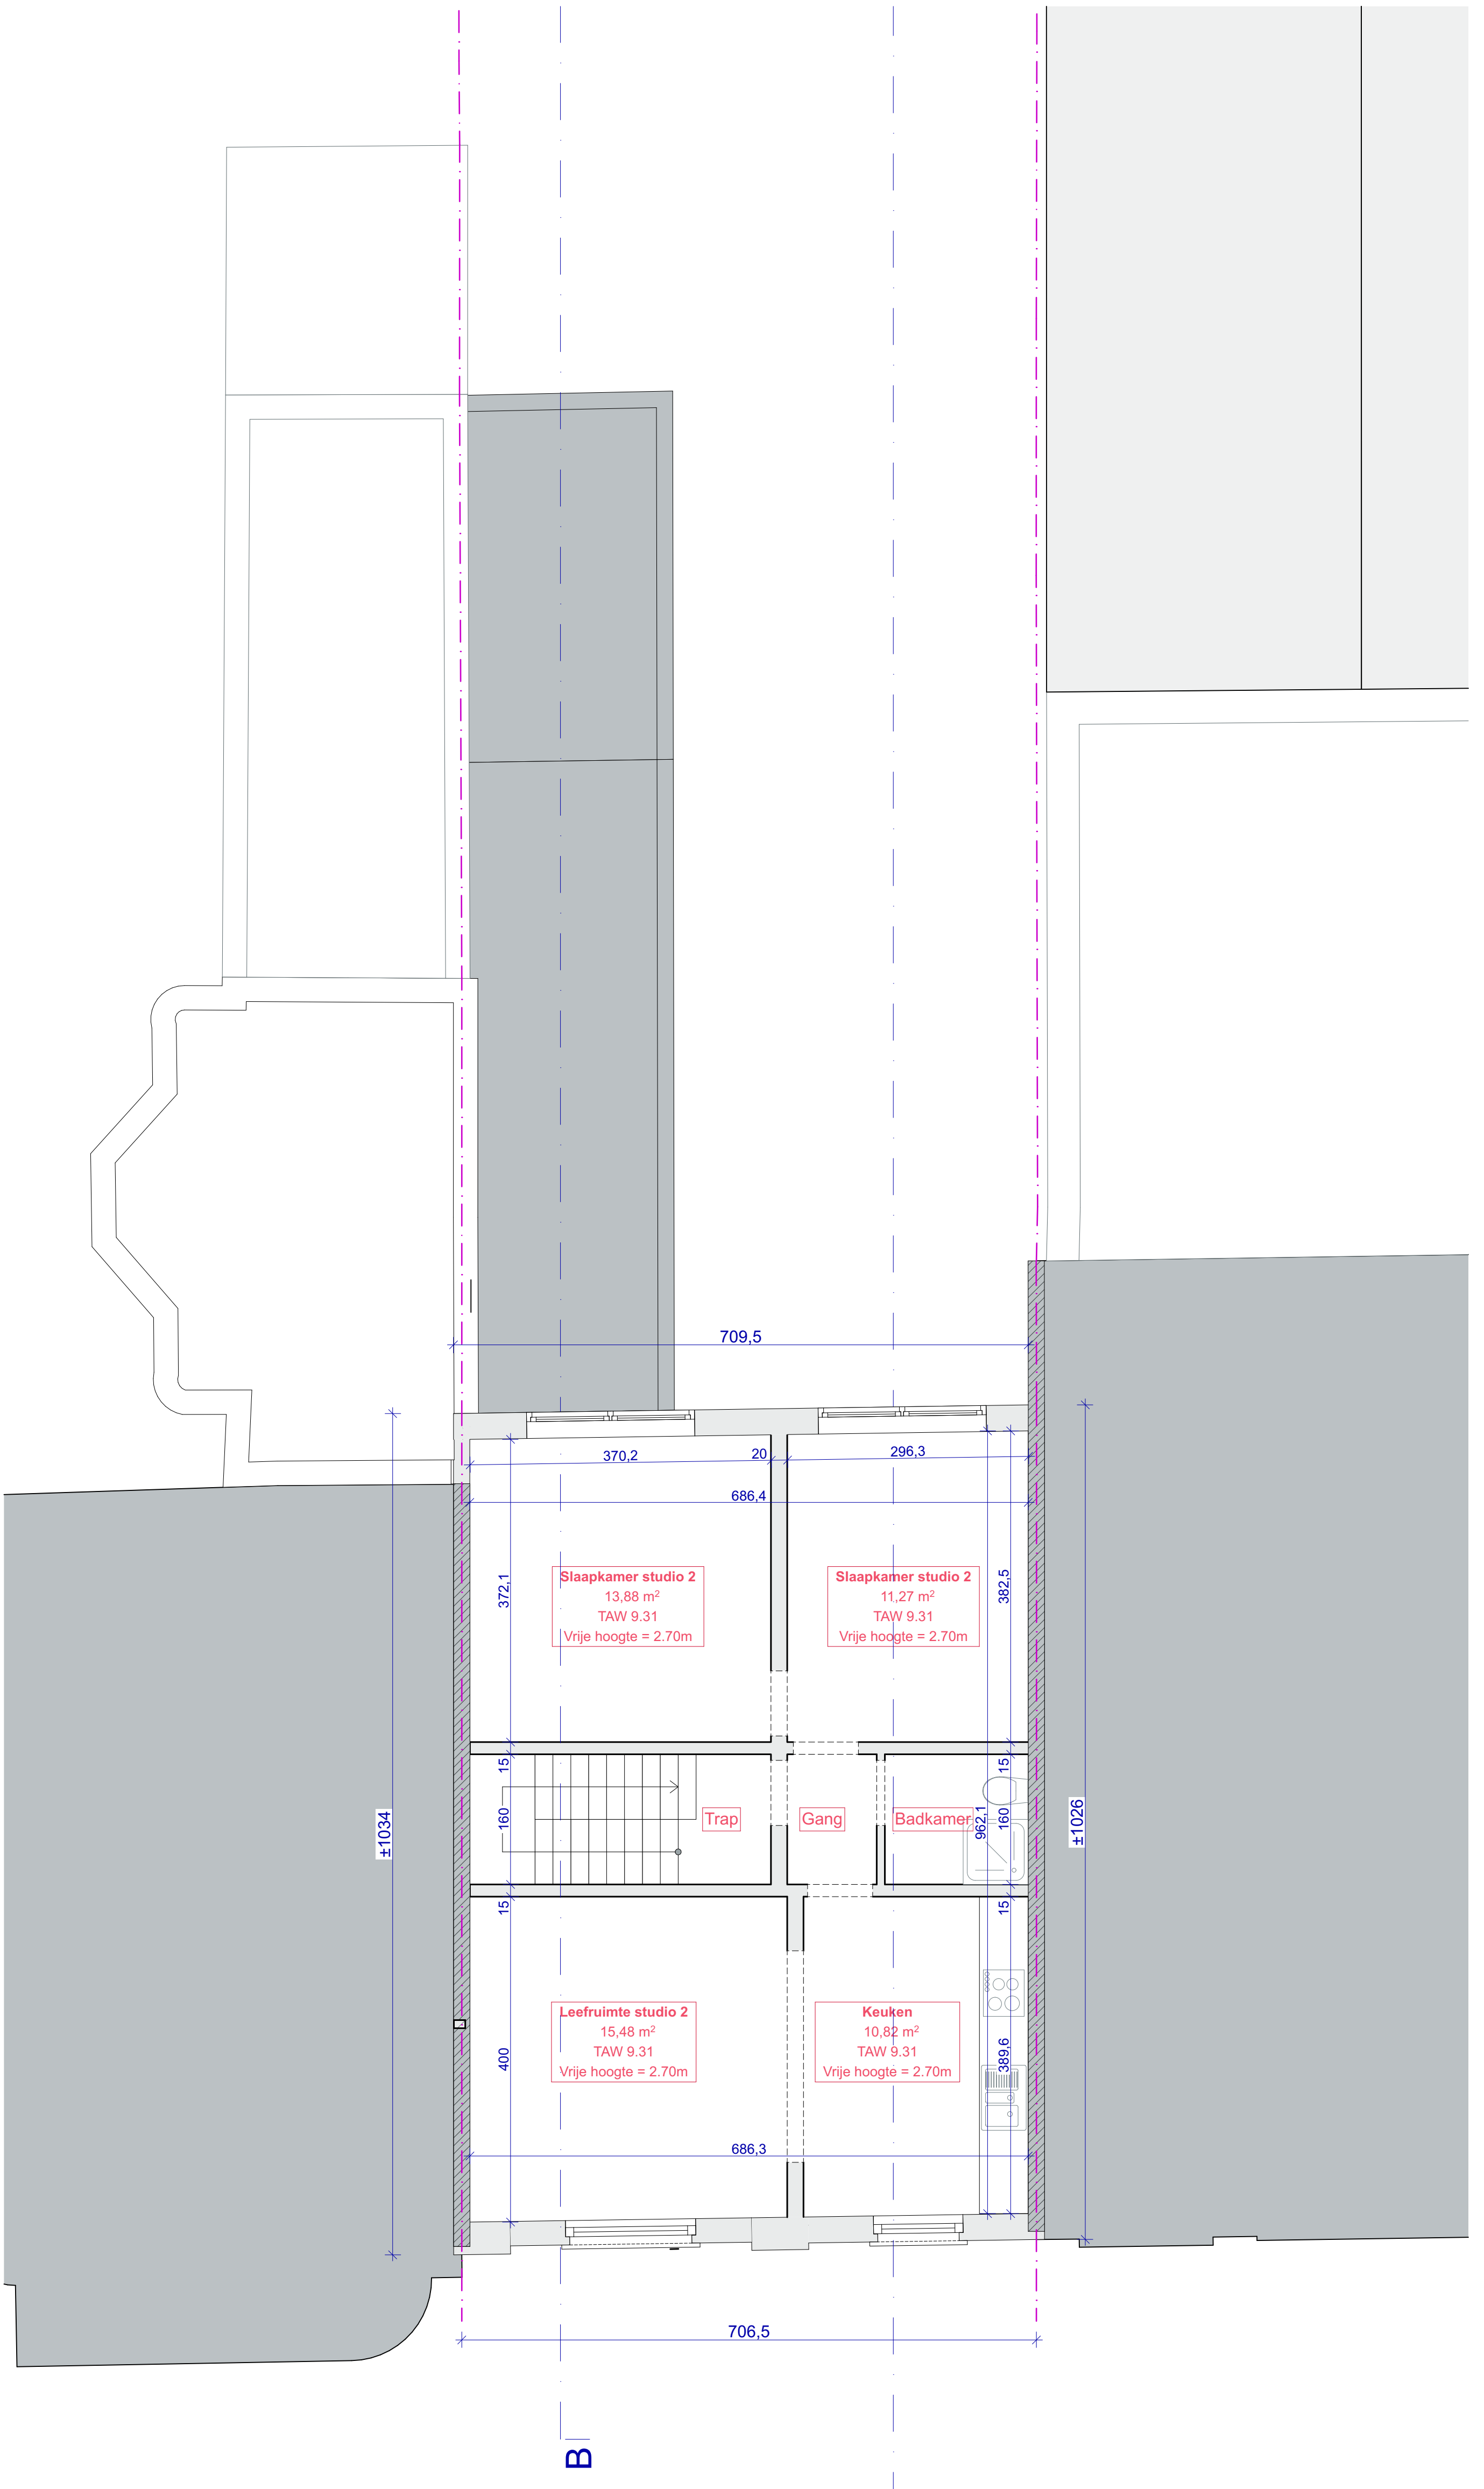 709,5
370,2
20
296,3
686,4
372,1
382,5
Slaapkamer studio 2
13,88 m²
TAW 9.31
Vrije hoogte = 2.70m
Slaapkamer studio 2
11,27 m²
TAW 9.31
Vrije hoogte = 2.70m
15
15
±1034
160
Trap
Gang
Badkamer
962,1
160
±1026
15
15
Leefruimte studio 2
15,48 m²
TAW 9.31
Vrije hoogte = 2.70m
Keuken
10,82 m²
TAW 9.31
Vrije hoogte = 2.70m
400
389,6
686,3
706,5
B